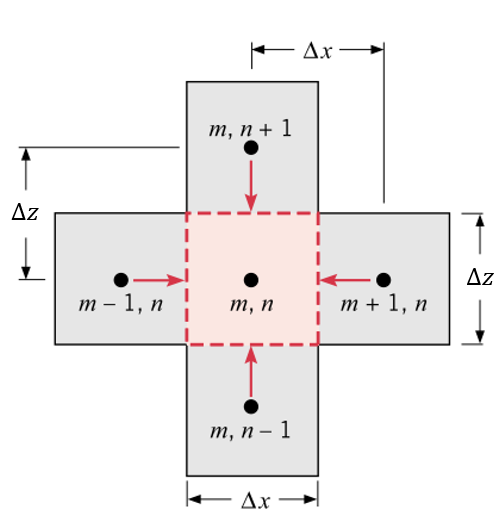 Δx
m, n + 1
Δz
Δz
m − 1, n
m, n
m + 1, n
m, n − 1
Δx